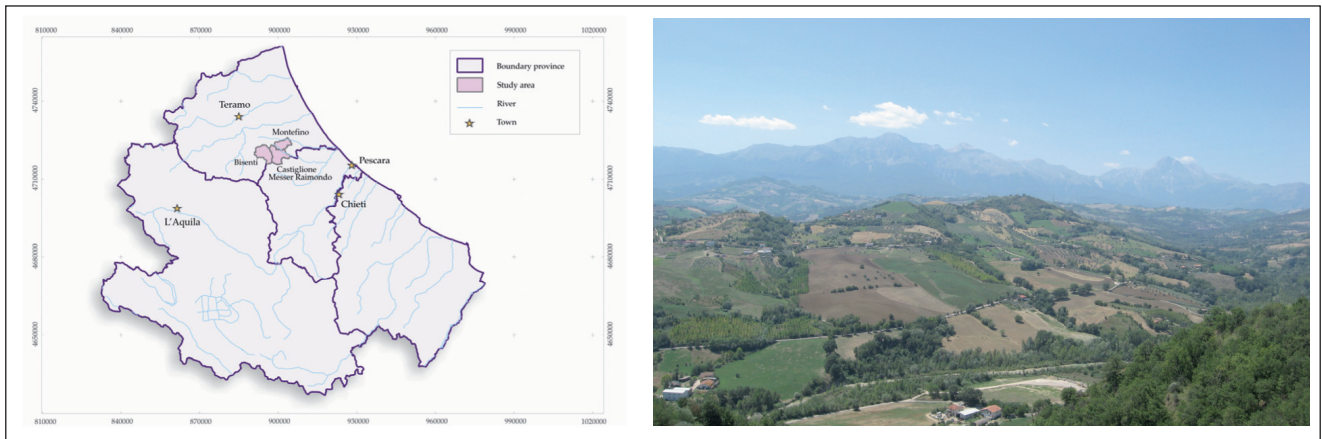 810000 840000 870000 900000 930000 960000 990000 1020000
Boundary province
Study area
River
Town
4740000
4740000
Teramo
Montefino
Bisenti
Castiglione
Messer Raimondo
Pescara
4710000
4710000
Chieti
L'Aquila
4680000
4680000
4650000
4650000
810000 840000 870000 900000 930000 960000 990000 1020000